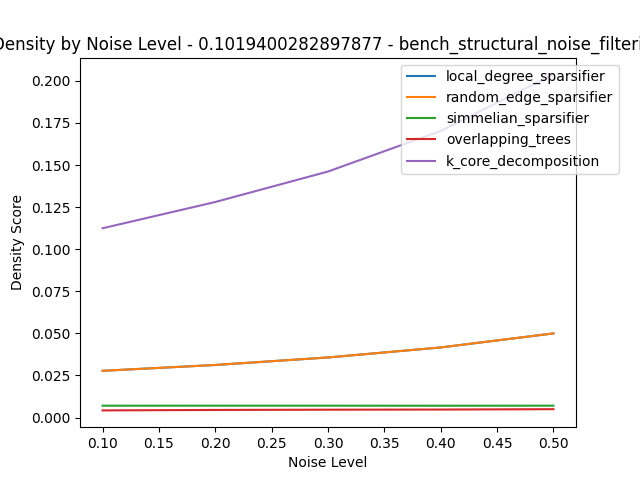 Density by Noise Level - 0.1019400282897877 - bench_structural_noise_filteri
local_degree_sparsifier
random_edge_sparsifier
simmelian_sparsifier
overlapping_trees
k_core_decomposition
Density Score
0.200
0.175
0.150
0.125
0.100
0.075
0.050
0.025
0.000
0.10 0.15 0.20 0.25 0.30 0.35 0.40 0.45 0.50
Noise Level